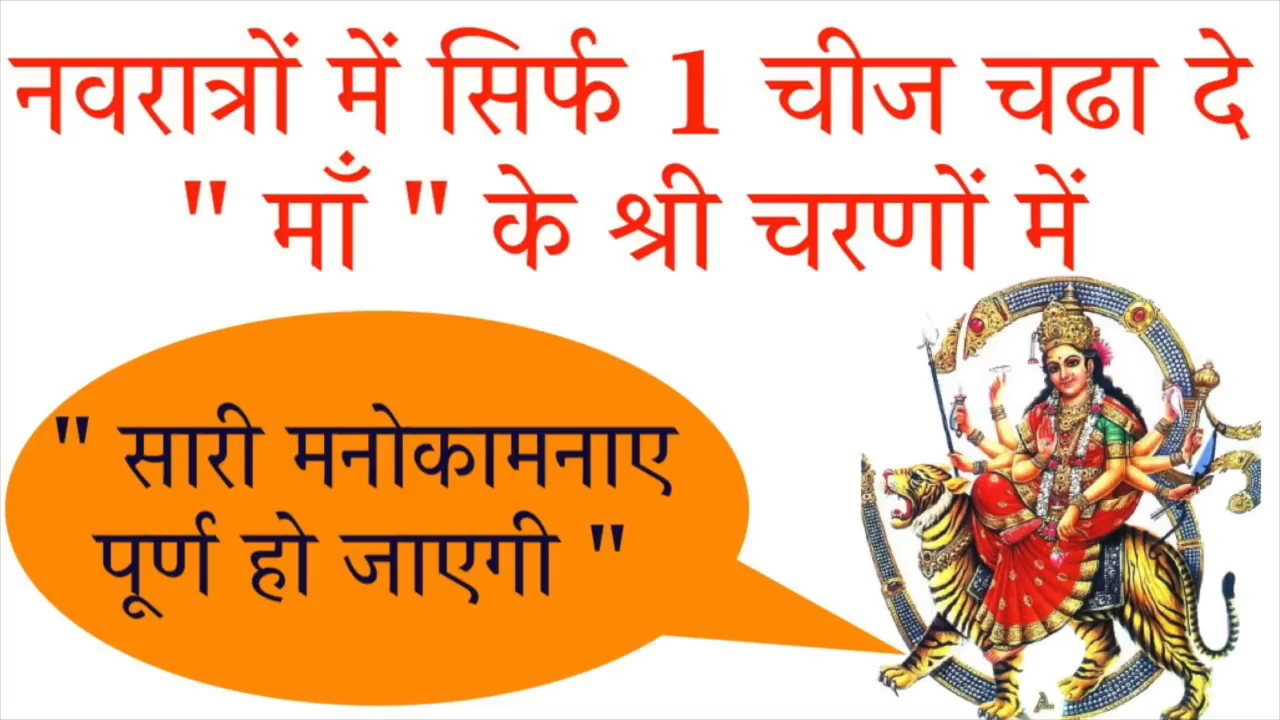 नवरात्रों में सिर्फ 1 चीज चढा दे
" माँ " के श्री चरणों में
" सारी मनोकामनाए
पूर्ण हो जाएगी "